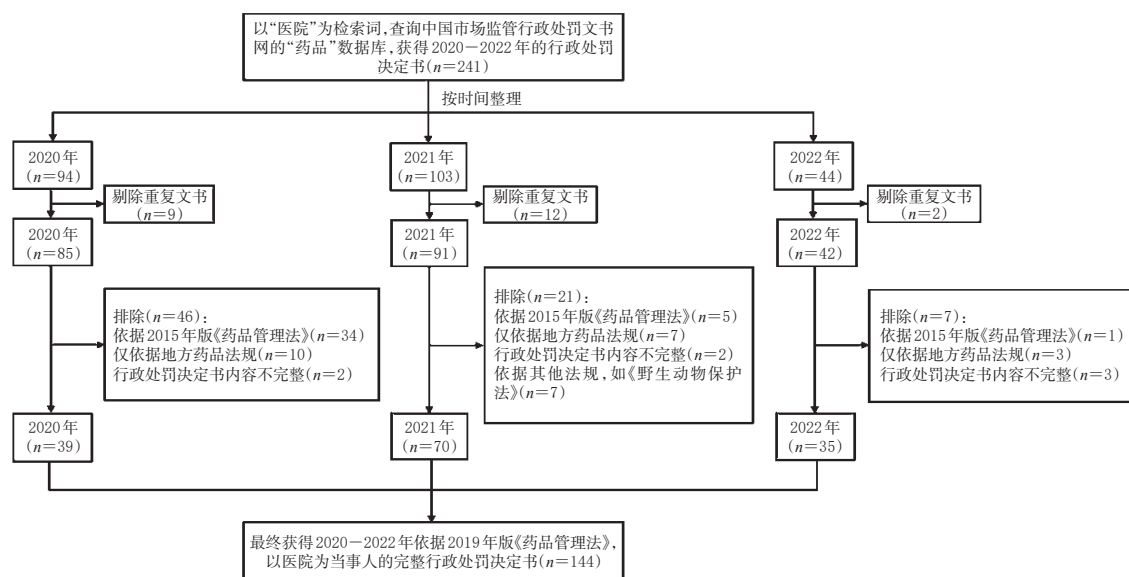 以“医院”为检索词，查询中国市场监管行政处罚文书
网的“药品”数据库，获得2020－2022年的行政处罚
决定书(n=241)
按时间整理
2020年
(n=94)
2021年
(n=103)
2022年
(n=44)
剔除重复文书
(n=9)
剔除重复文书
(n=12)
剔除重复文书
(n=2)
2020年
(n=85)
2021年
(n=91)
2022年
(n=42)
排除(n=46)：
依据2015年版《药品管理法》(n=34)
仅依据地方药品法规(n=10)
行政处罚决定书内容不完整(n=2)
排除(n=21)：
依据2015年版《药品管理法》(n=5)
仅依据地方药品法规(n=7)
行政处罚决定书内容不完整(n=2)
依据其他法规，如《野生动物保护
法》(n=7)
排除(n=7)：
依据2015年版《药品管理法》(n=1)
仅依据地方药品法规(n=3)
行政处罚决定书内容不完整(n=3)
2020年
(n=39)
2021年
(n=70)
2022年
(n=35)
最终获得2020－2022年依据2019年版《药品管理法》，
以医院为当事人的完整行政处罚决定书(n=144)